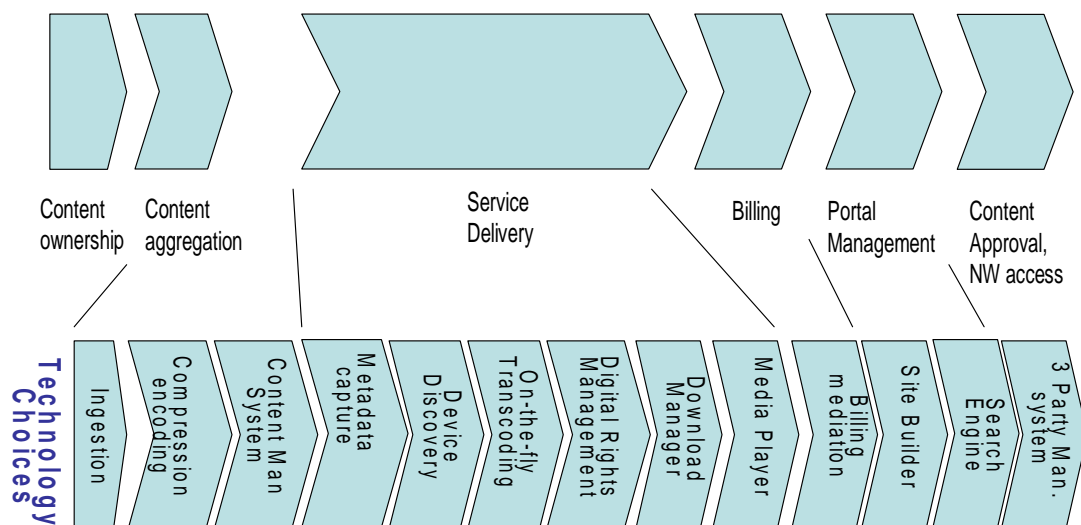 Content
ownership
Content
aggregation
Service
Delivery
Billing
Portal
Management
Content
Approval,
NW access
Technology
Choices
Ingestion
Compression
encoding
Content Man
System
Metadata
capture
Device
Discovery
On-the-fly
Transcoding
Digital Rights
Management
Download
Manager
Media Player
Billing
mediation
Site Builder
Search
Engine
3 Party Man.
system